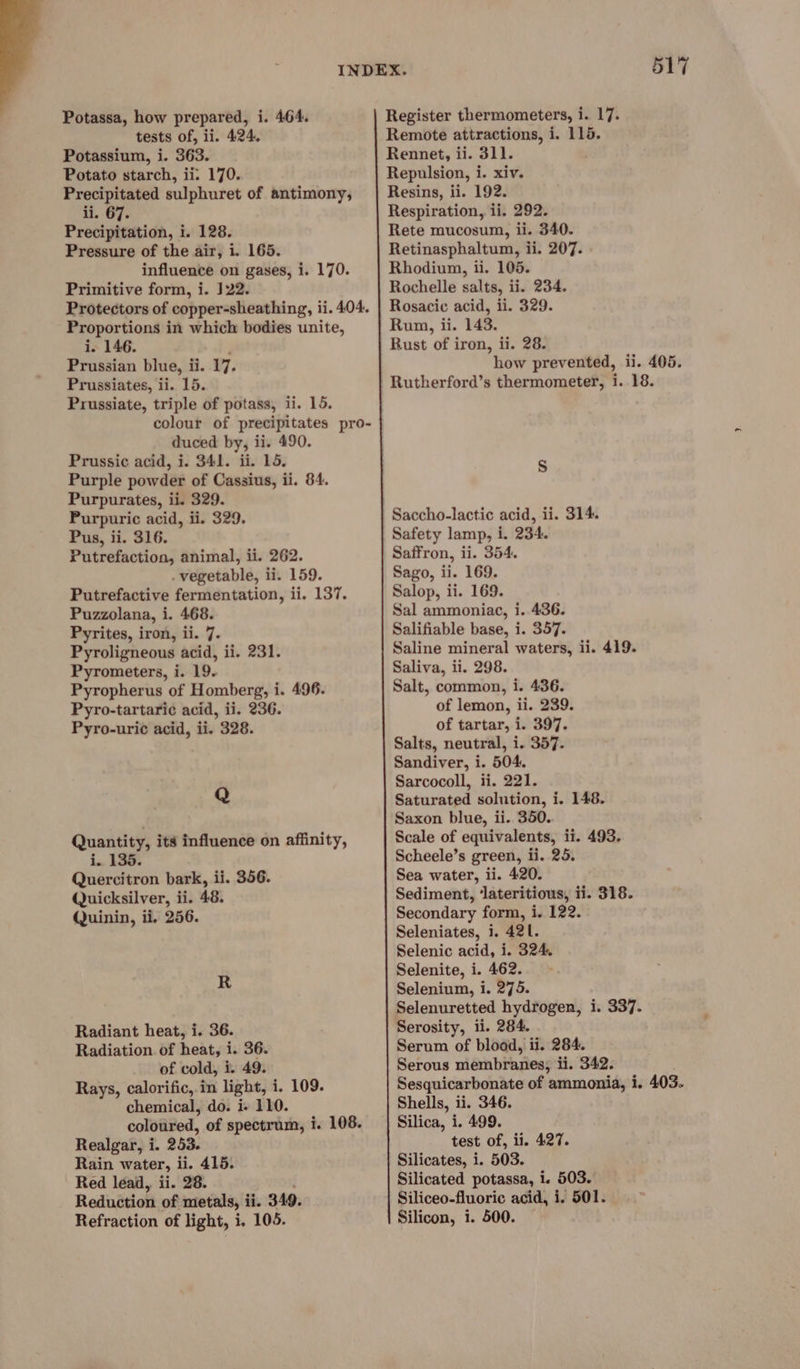 INDEX. 517
Potassa, how prepared, i. 464.
tests of, ii. 424.
Potassium, i. 363.
Potato starch, ii. 170.
Precipitated sulphuret of antimony,
ii. 67.
Precipitation, i. 128.
Pressure of the air, i. 165.
influence on gases, i. 170.
Primitive form, i. 122.
Protectors of copper-sheathing, ii. 404.
Proportions in which bodies unite,
i. 146.
Prussian blue, ii. 17.
Prussiates, ii. 15.
Prussiate, triple of potass, ii. 15.
colour of precipitates pro-
duced by, ii. 490.
Prussic acid, i. 341. ii. 15.
Purple powder of Cassius, ii. 84.
Purpurates, ii. 329.
Purpuric acid, ii. 329.
Pus, ii. 316.
Putrefaction, animal, ii. 262.
vegetable, ii. 159.
Putrefactive fermentation, ii. 137.
Puzzolana, i. 468.
Pyrites, iron, ii. 7.
Pyroligneous acid, ii. 231.
Pyrometers, i. 19.
Pyropherus of Homberg, i. 496.
Pyro-tartaric acid, ii. 236.
Pyro-uric acid, ii. 328.
Q
Quantity, its influence on affinity,
i. 135.
Quercitron bark, ii. 356.
Quicksilver, ii. 48.
Quinin, ii. 256.
R
Radiant heat, i. 36.
Radiation of heat, i. 36.
of cold, i. 49.
Rays, calorific, in light, i. 109.
chemical, do. i. 110.
coloured, of spectrum, i. 108.
Realgar, i. 253.
Rain water, ii. 415.
Red lead, ii. 28.
Reduction of metals, ii. 349.
Refraction of light, i. 105.
Register thermometers, i. 17.
Remote attractions, i. 115.
Rennet, ii. 311.
Repulsion, i. xiv.
Resins, ii. 192.
Respiration, ii. 292.
Rete mucosum, ii. 340.
Retinasphaltum, ii. 207.
Rhodium, ii. 105.
Rochelle salts, ii. 234.
Rosacic acid, ii. 329.
Rum, ii. 143.
Rust of iron, ii. 28.
how prevented, ii. 405.
Rutherford's thermometer, i. 18.
S
Saccho-lactic acid, ii. 314.
Safety lamp, i. 234.
Saffron, ii. 354.
Sago, ii. 169.
Salop, ii. 169.
Sal ammoniac, i. 436.
Salifiable base, i. 357.
Saline mineral waters, ii. 419.
Saliva, ii. 298.
Salt, common, i. 436.
of lemon, ii. 239.
of tartar, i. 397.
Salts, neutral, i. 357.
Sandiver, i. 504.
Sarcocoll, ii. 221.
Saturated solution, i. 148.
Saxon blue, ii. 350.
Scale of equivalents, ii. 493.
Scheele's green, ii. 25.
Sea water, ii. 420.
Sediment, lateritious, ii. 318.
Secondary form, i. 122.
Seleniates, i. 421.
Selenic acid, i. 324.
Selenite, i. 462.
Selenium, i. 275.
Selenuretted hydrogen, i. 337.
Serosity, ii. 284.
Serum of blood, ii. 284.
Serous membranes, ii. 342.
Sesquicarbonate of ammonia, i. 403.
Shells, ii. 346.
Silica, i. 499.
test of, ii. 427.
Silicates, i. 503.
Silicated potassa, i. 503.
Siliceo-fluoric acid, i. 501.
Silicon, i. 500.